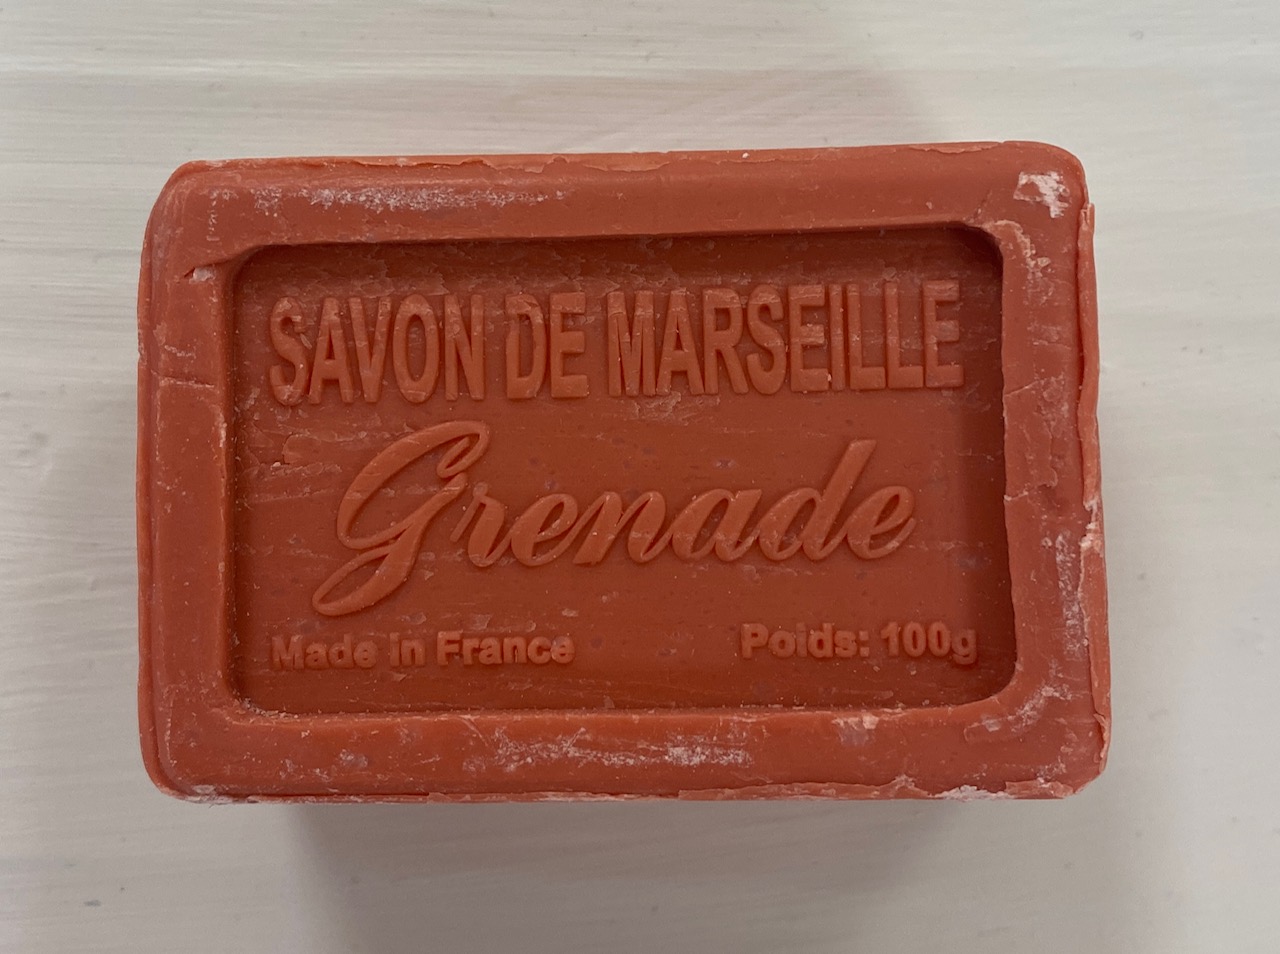 SAVON DE MARSEILLE
Grenade
Made in France
Poids: 100g